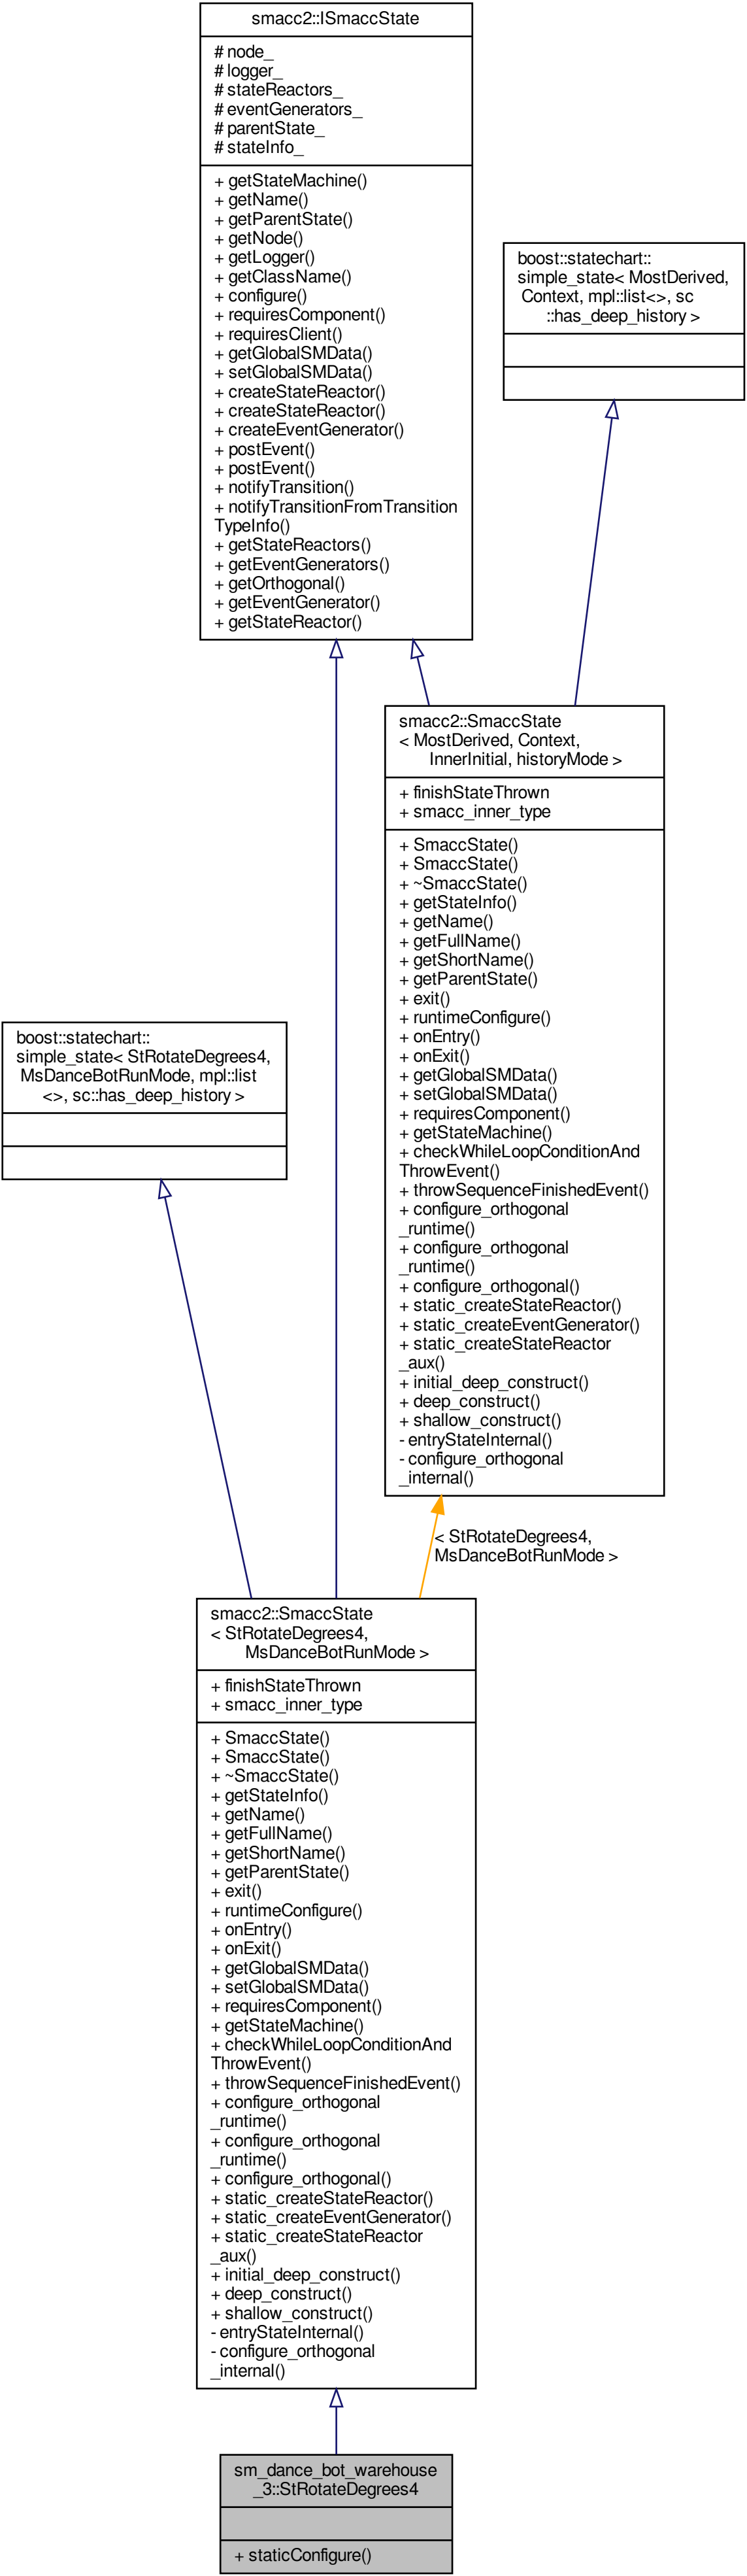 smacc2::ISmaccState
# node_
# logger_
# stateReactors_
# eventGenerators_
# parentState_
# stateInfo_
+ getStateMachine()
+ getName()
+ getParentState()
+ getNode()
+ getLogger()
+ getClassName()
+ configure()
+ requiresComponent()
+ requiresClient()
+ getGlobalSMData()
+ setGlobalSMData()
+ createStateReactor()
+ createStateReactor()
+ createEventGenerator()
+ postEvent()
+ postEvent()
+ notifyTransition()
+ notifyTransitionFromTransition
TypeInfo()
+ getStateReactors()
+ getEventGenerators()
+ getOrthogonal()
+ getEventGenerator()
+ getStateReactor()
boost::statechart::
simple_state< MostDerived,
Context, mpl::list<>, sc
::has_deep_history >
smacc2::SmaccState
< MostDerived, Context,
InnerInitial, historyMode >
+ finishStateThrown
+ smacc_inner_type
+ SmaccState()
+ SmaccState()
+ ~SmaccState()
+ getStateInfo()
+ getName()
+ getFullName()
+ getShortName()
+ getParentState()
+ exit()
+ runtimeConfigure()
+ onEntry()
+ onExit()
+ getGlobalSMData()
+ setGlobalSMData()
+ requiresComponent()
+ getStateMachine()
+ checkWhileLoopConditionAnd
ThrowEvent()
+ throwSequenceFinishedEvent()
+ configure_orthogonal
_runtime()
+ configure_orthogonal
_runtime()
+ configure_orthogonal()
+ static_createStateReactor()
+ static_createEventGenerator()
+ static_createStateReactor
_aux()
+ initial_deep_construct()
+ deep_construct()
+ shallow_construct()
- entryStateInternal()
- configure_orthogonal
_internal()
boost::statechart::
simple_state< StRotateDegrees4,
MsDanceBotRunMode, mpl::list
<>, sc::has_deep_history >
< StRotateDegrees4,
MsDanceBotRunMode >
smacc2::SmaccState
< StRotateDegrees4,
MsDanceBotRunMode >
+ finishStateThrown
+ smacc_inner_type
+ SmaccState()
+ SmaccState()
+ ~SmaccState()
+ getStateInfo()
+ getName()
+ getFullName()
+ getShortName()
+ getParentState()
+ exit()
+ runtimeConfigure()
+ onEntry()
+ onExit()
+ getGlobalSMData()
+ setGlobalSMData()
+ requiresComponent()
+ getStateMachine()
+ checkWhileLoopConditionAnd
ThrowEvent()
+ throwSequenceFinishedEvent()
+ configure_orthogonal
_runtime()
+ configure_orthogonal
_runtime()
+ configure_orthogonal()
+ static_createStateReactor()
+ static_createEventGenerator()
+ static_createStateReactor
_aux()
+ initial_deep_construct()
+ deep_construct()
+ shallow_construct()
- entryStateInternal()
- configure_orthogonal
_internal()
sm_dance_bot_warehouse
_3::StRotateDegrees4
+ staticConfigure()